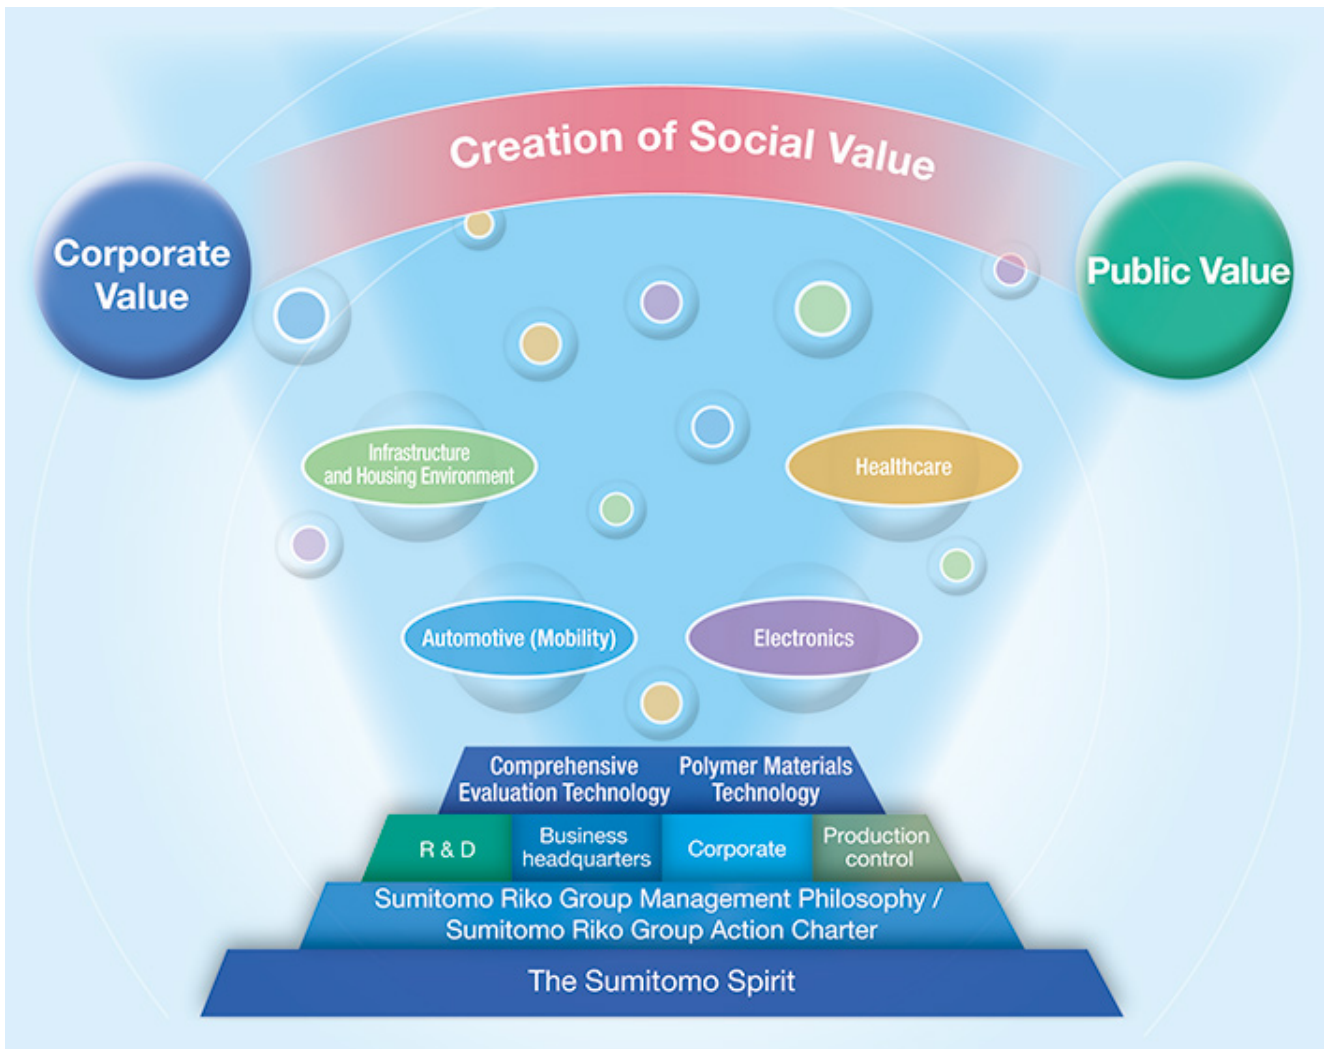 Creation of Social Value
Corporate
Value
Public Value
Infrastructure
and Housing Environment
Healthcare
Automotive (Mobility)
Electronics
Comprehensive
Evaluation Technology
Polymer Materials
Technology
R & D
Business
headquarters
Corporate
Production
control
Sumitomo Riko Group Management Philosophy /
Sumitomo Riko Group Action Charter
The Sumitomo Spirit